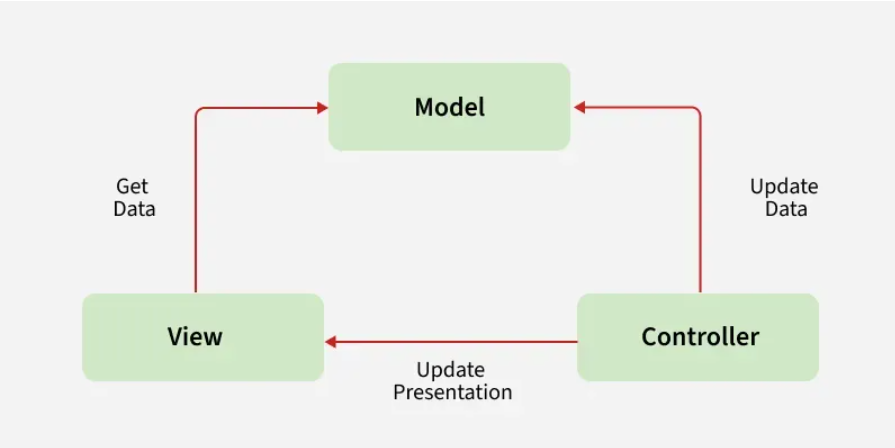 Model
Get
Data
Update
Data
View
Controller
Update
Presentation